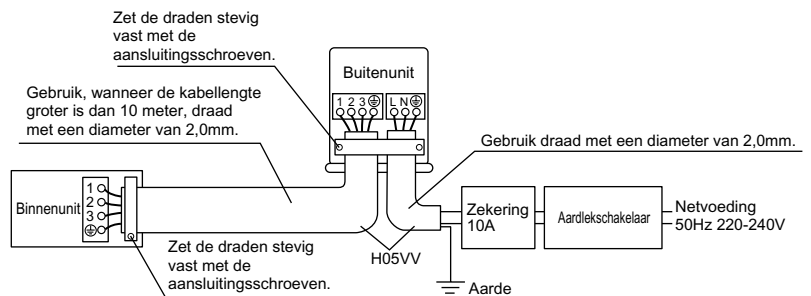 Zet de draden stevig
vast met de
aansluitingsschroeven.
Buitenunit
1 2 3
L N
Gebruik, wanneer de kabellengte
groter is dan 10 meter, draad
met een diameter van 2,0mm.
Gebruik draad met een diameter van 2,0mm.
Binnenunit
1
2
3
Zekering
10A
Aardlekschakelaar
Netvoeding
50Hz 220-240V
Zet de draden stevig
vast met de
aansluitingsschroeven.
H05VV
Aarde